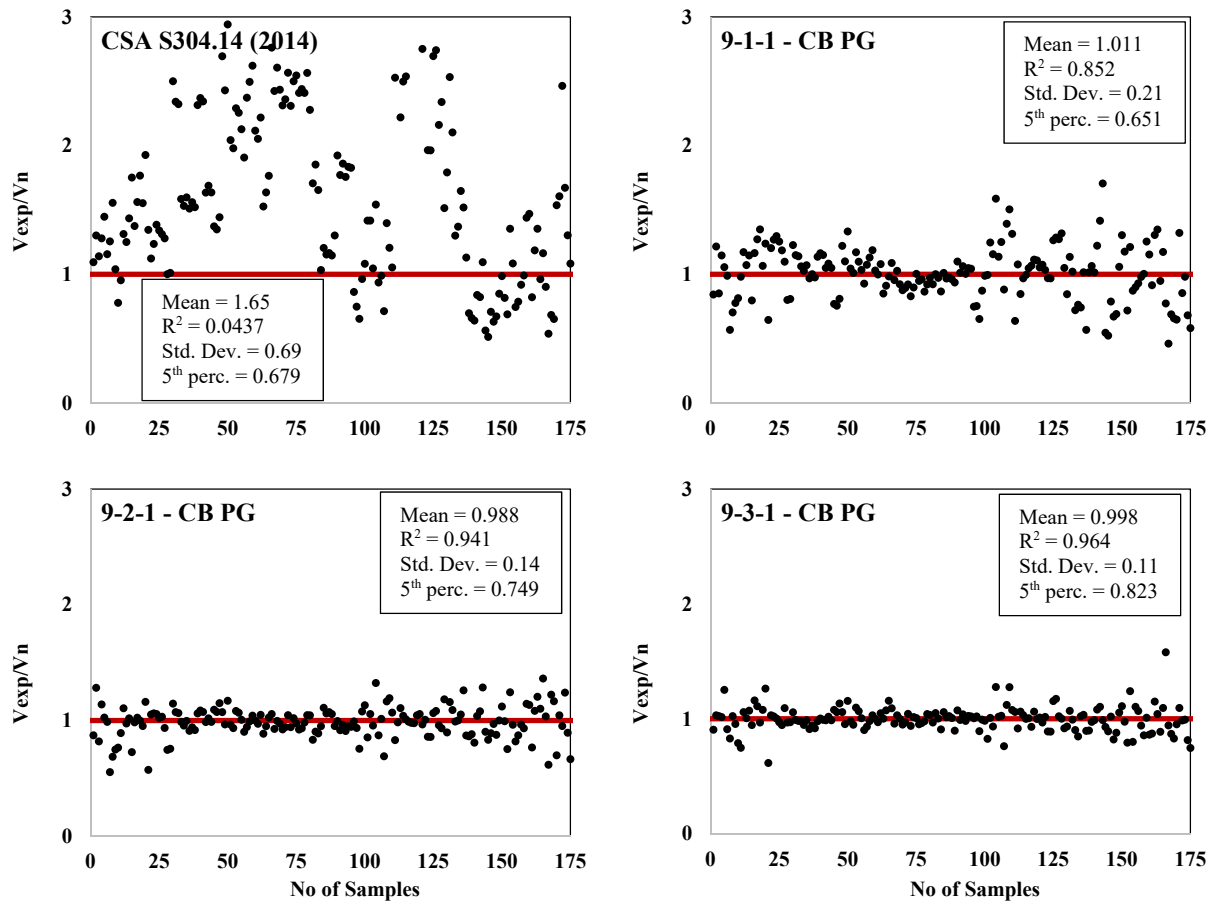 CSA S304.14 (2014)
Mean = 1.65
R² = 0.0437
Std. Dev. = 0.69
5th perc. = 0.679
Vexp/Vn
3
2
1
0
0 25 50 75 100 125 150 175
9-1-1 - CB PG
Mean = 1.011
R² = 0.852
Std. Dev. = 0.21
5th perc. = 0.651
3
2
1
0
0 25 50 75 100 125 150 175
9-2-1 - CB PG
Mean = 0.988
R² = 0.941
Std. Dev. = 0.14
5th perc. = 0.749
Vexp/Vn
3
2
1
0
0 25 50 75 100 125 150 175
No of Samples
9-3-1 - CB PG
Mean = 0.998
R² = 0.964
Std. Dev. = 0.11
5th perc. = 0.823
Vexp/Vn
3
2
1
0
0 25 50 75 100 125 150 175
No of Samples